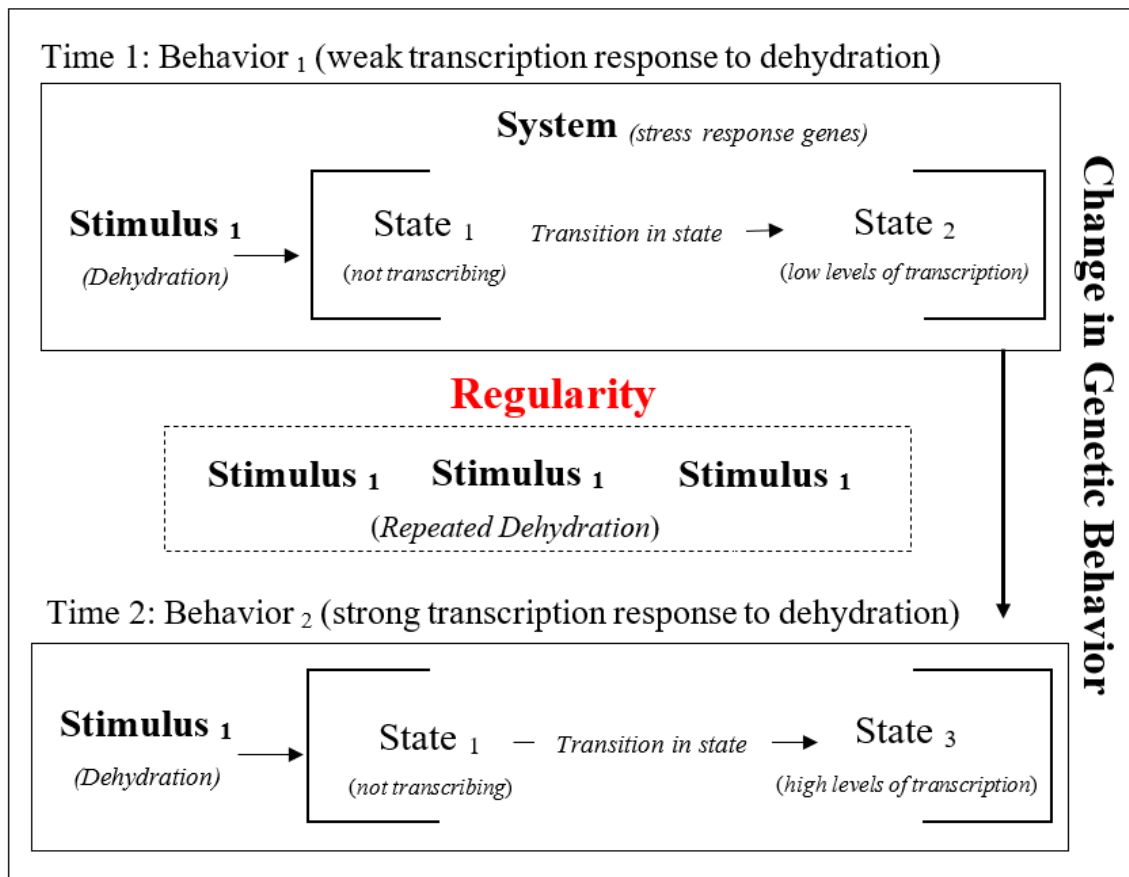 Time 1: Behavior 1 (weak transcription response to dehydration)
System (stress response genes)
Stimulus 1
(Dehydration)
State 1
(not transcribing)
Transition in state
State 2
(low levels of transcription)
Regularity
Stimulus 1 Stimulus 1 Stimulus 1
(Repeated Dehydration)
Time 2: Behavior 2 (strong transcription response to dehydration)
Stimulus 1
(Dehydration)
State 1
(not transcribing)
Transition in state
State 3
(high levels of transcription)
Change in Genetic Behavior